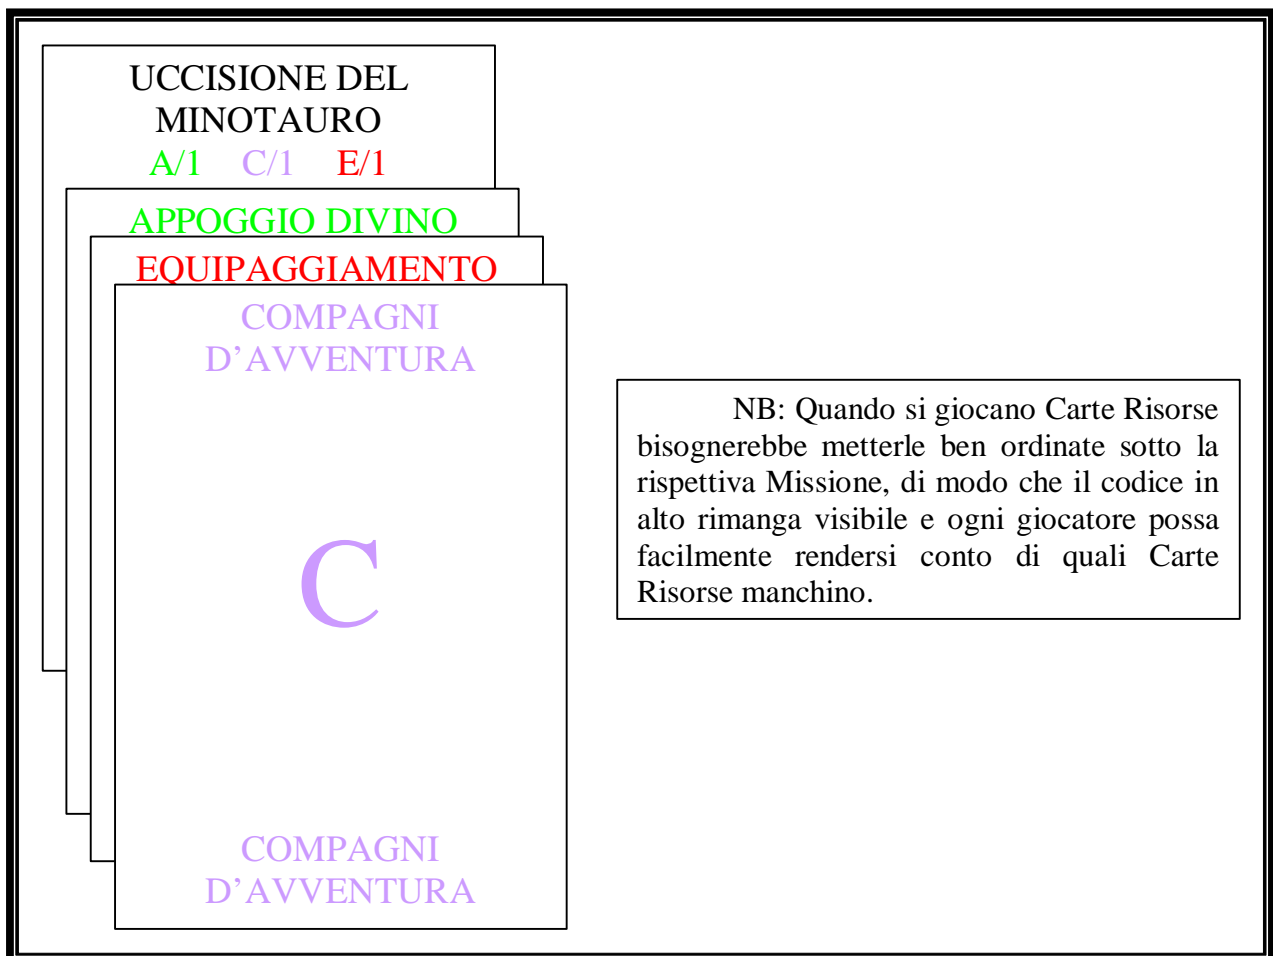 UCCISIONE DEL
MINOTAURO
A/1 C/1 E/1
APPOGGIO DIVINO
EQUIPAGGIAMENTO
COMPAGNI
D’AVVENTURA
C
COMPAGNI
D’AVVENTURA
NB: Quando si giocano Carte Risorse
bisognerebbe metterle ben ordinate sotto la
rispettiva Missione, di modo che il codice in
alto rimanga visibile e ogni giocatore possa
facilmente rendersi conto di quali Carte
Risorse manchino.